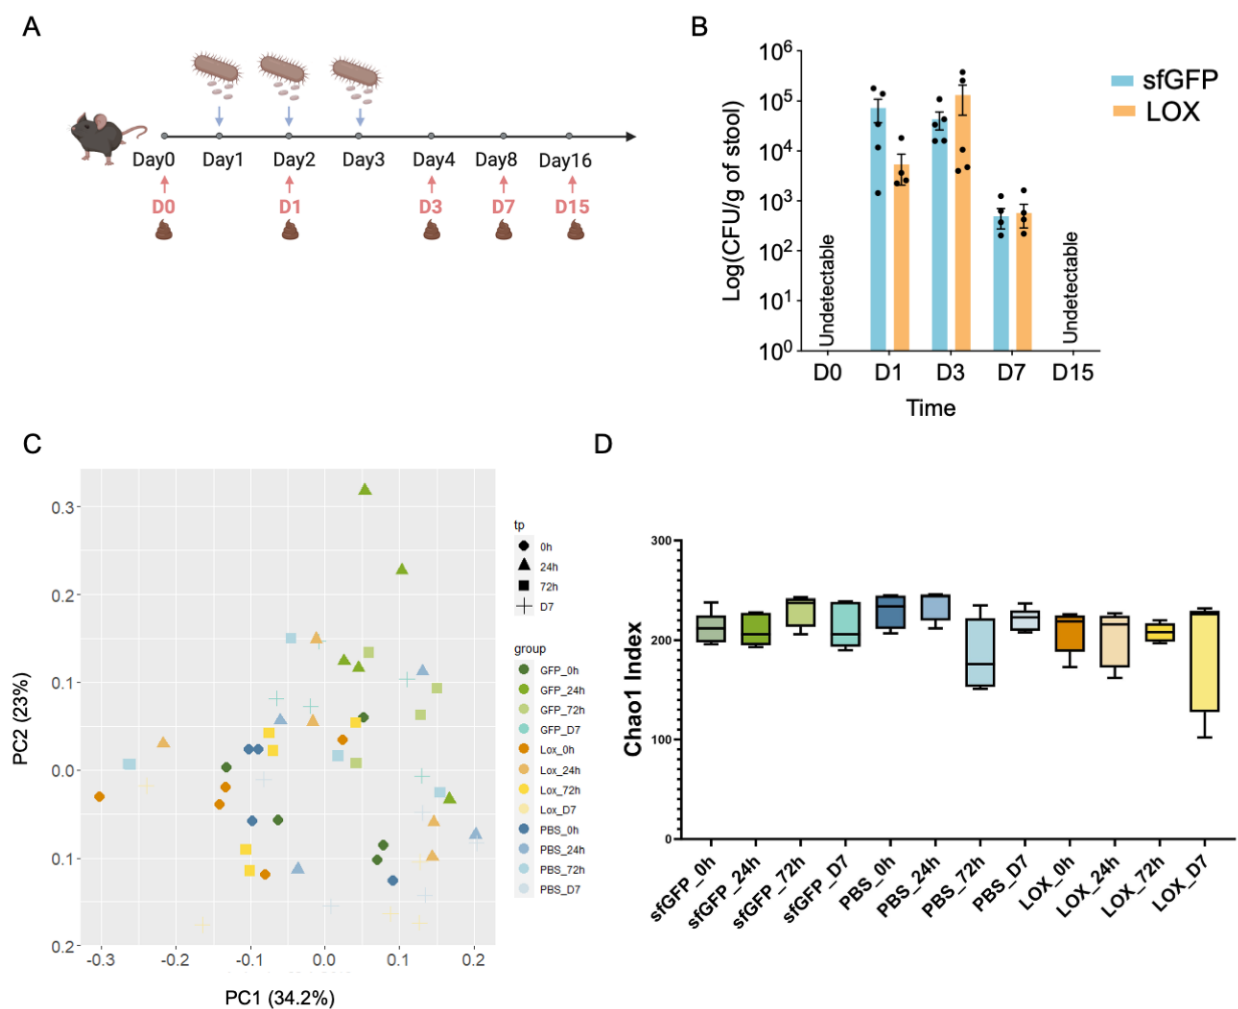 A
Day0 Day1 Day2 Day3 Day4 Day8 Day16
D0 D1 D3 D7 D15
B
Log(CFU/g of stool)
10^6
10^5
10^4
10^3
10^2
10^1
10^0
Undetectable
Undetectable
D0 D1 D3 D7 D15
Time
sfGFP
LOX
C
PC2 (23%)
0.3
0.2
0.1
0.0
0.1
0.2
-0.3 -0.2 -0.1 0.0 0.1 0.2
PC1 (34.2%)
tp
0h
24h
72h
D7
group
GFP_0h
GFP_24h
GFP_72h
GFP_D7
Lox_0h
Lox_24h
Lox_72h
Lox_D7
PBS_0h
PBS_24h
PBS_72h
PBS_D7
D
Chao1 Index
300
200
100
0
sfGFP_0h
sfGFP_24h
sfGFP_72h
sfGFP_D7
PBS_0h
PBS_24h
PBS_72h
PBS_D7
LOX_0h
LOX_24h
LOX_72h
LOX_D7